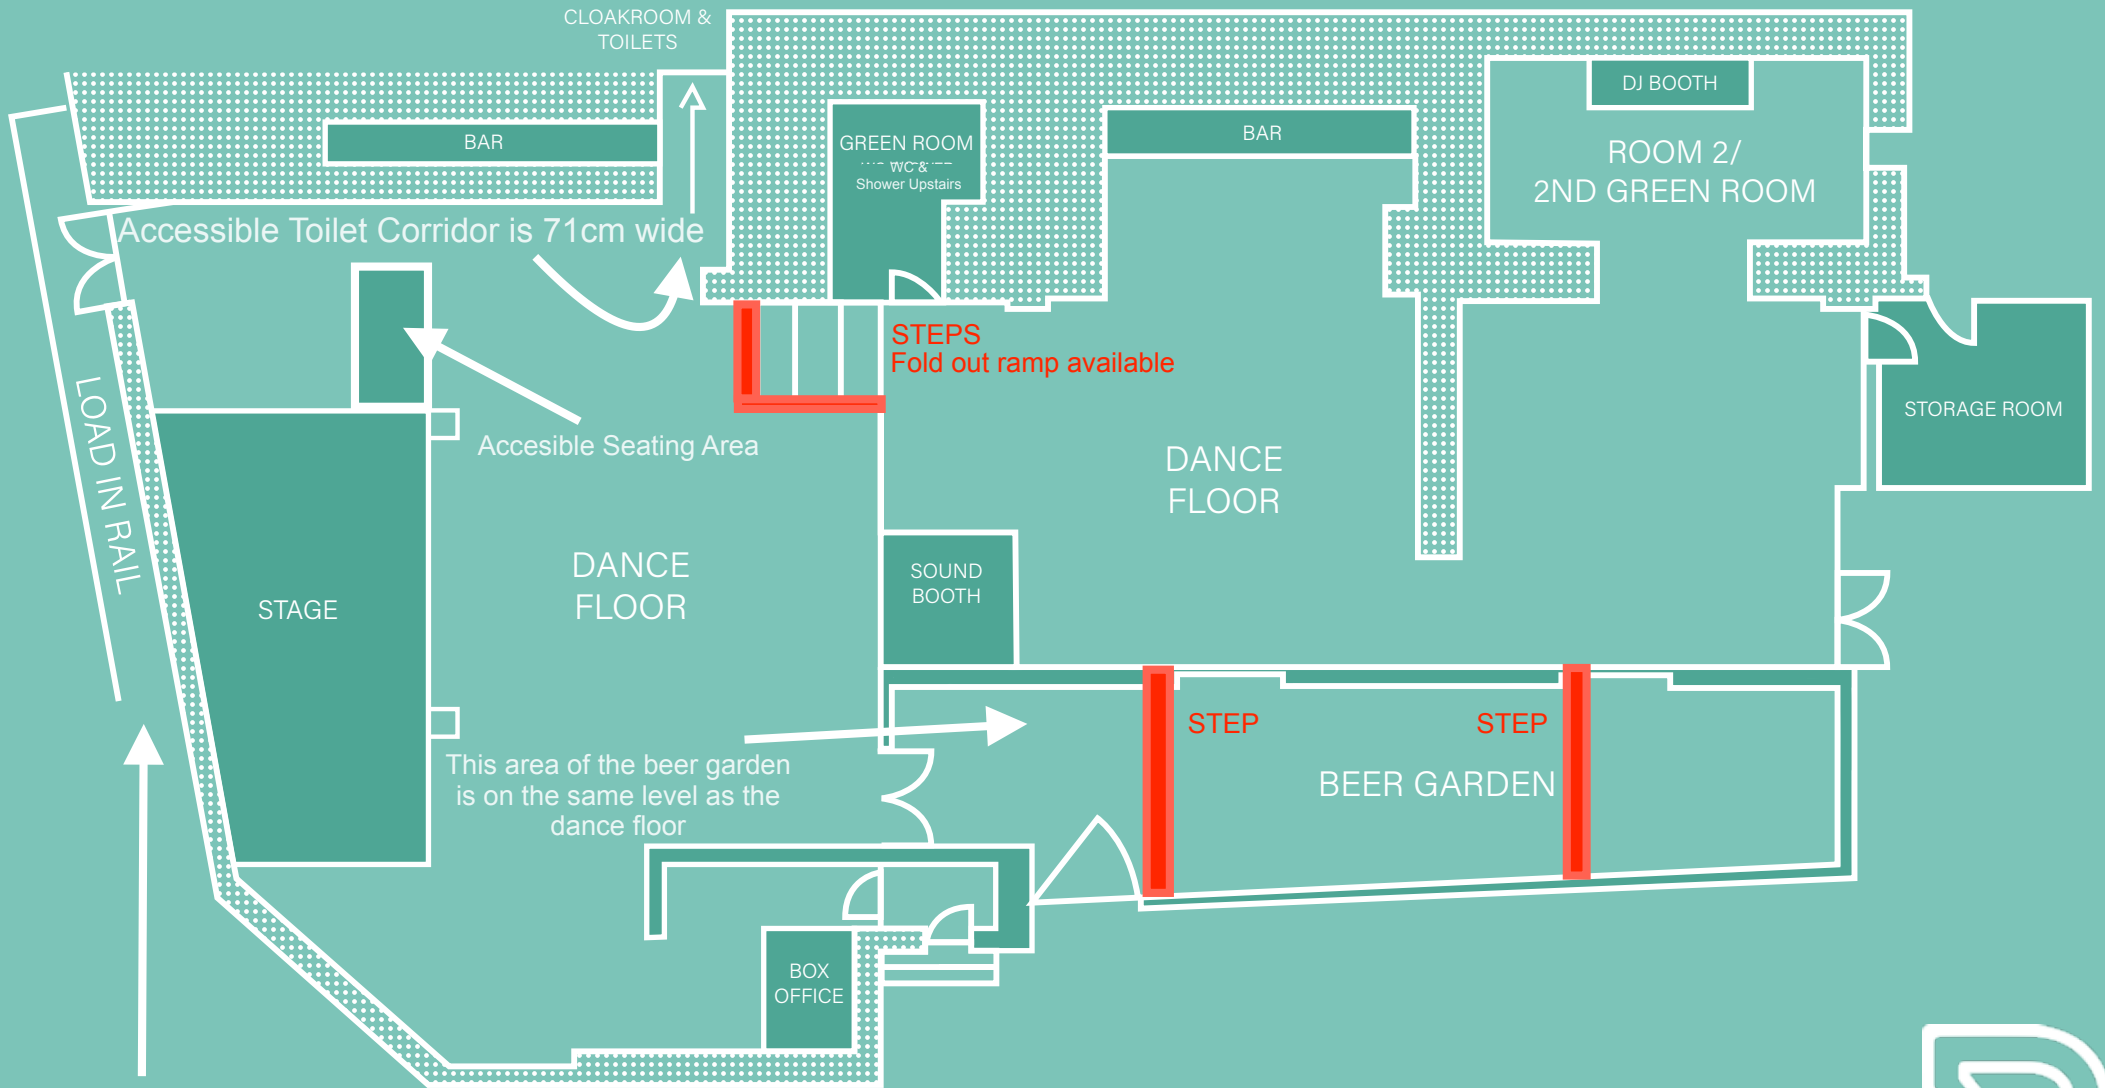 CLOAKROOM &
TOILETS
BAR
GREEN ROOM
WC &
Shower Upstairs
BAR
DJ BOOTH
ROOM 2/
2ND GREEN ROOM
Accessible Toilet Corridor is 71cm wide
STEPS
Fold out ramp available
LOAD IN RAIL
Accesible Seating Area
STORAGE ROOM
DANCE
FLOOR
DANCE
FLOOR
SOUND
BOOTH
STAGE
STEP
STEP
This area of the beer garden
is on the same level as the
dance floor
BEER GARDEN
BOX
OFFICE